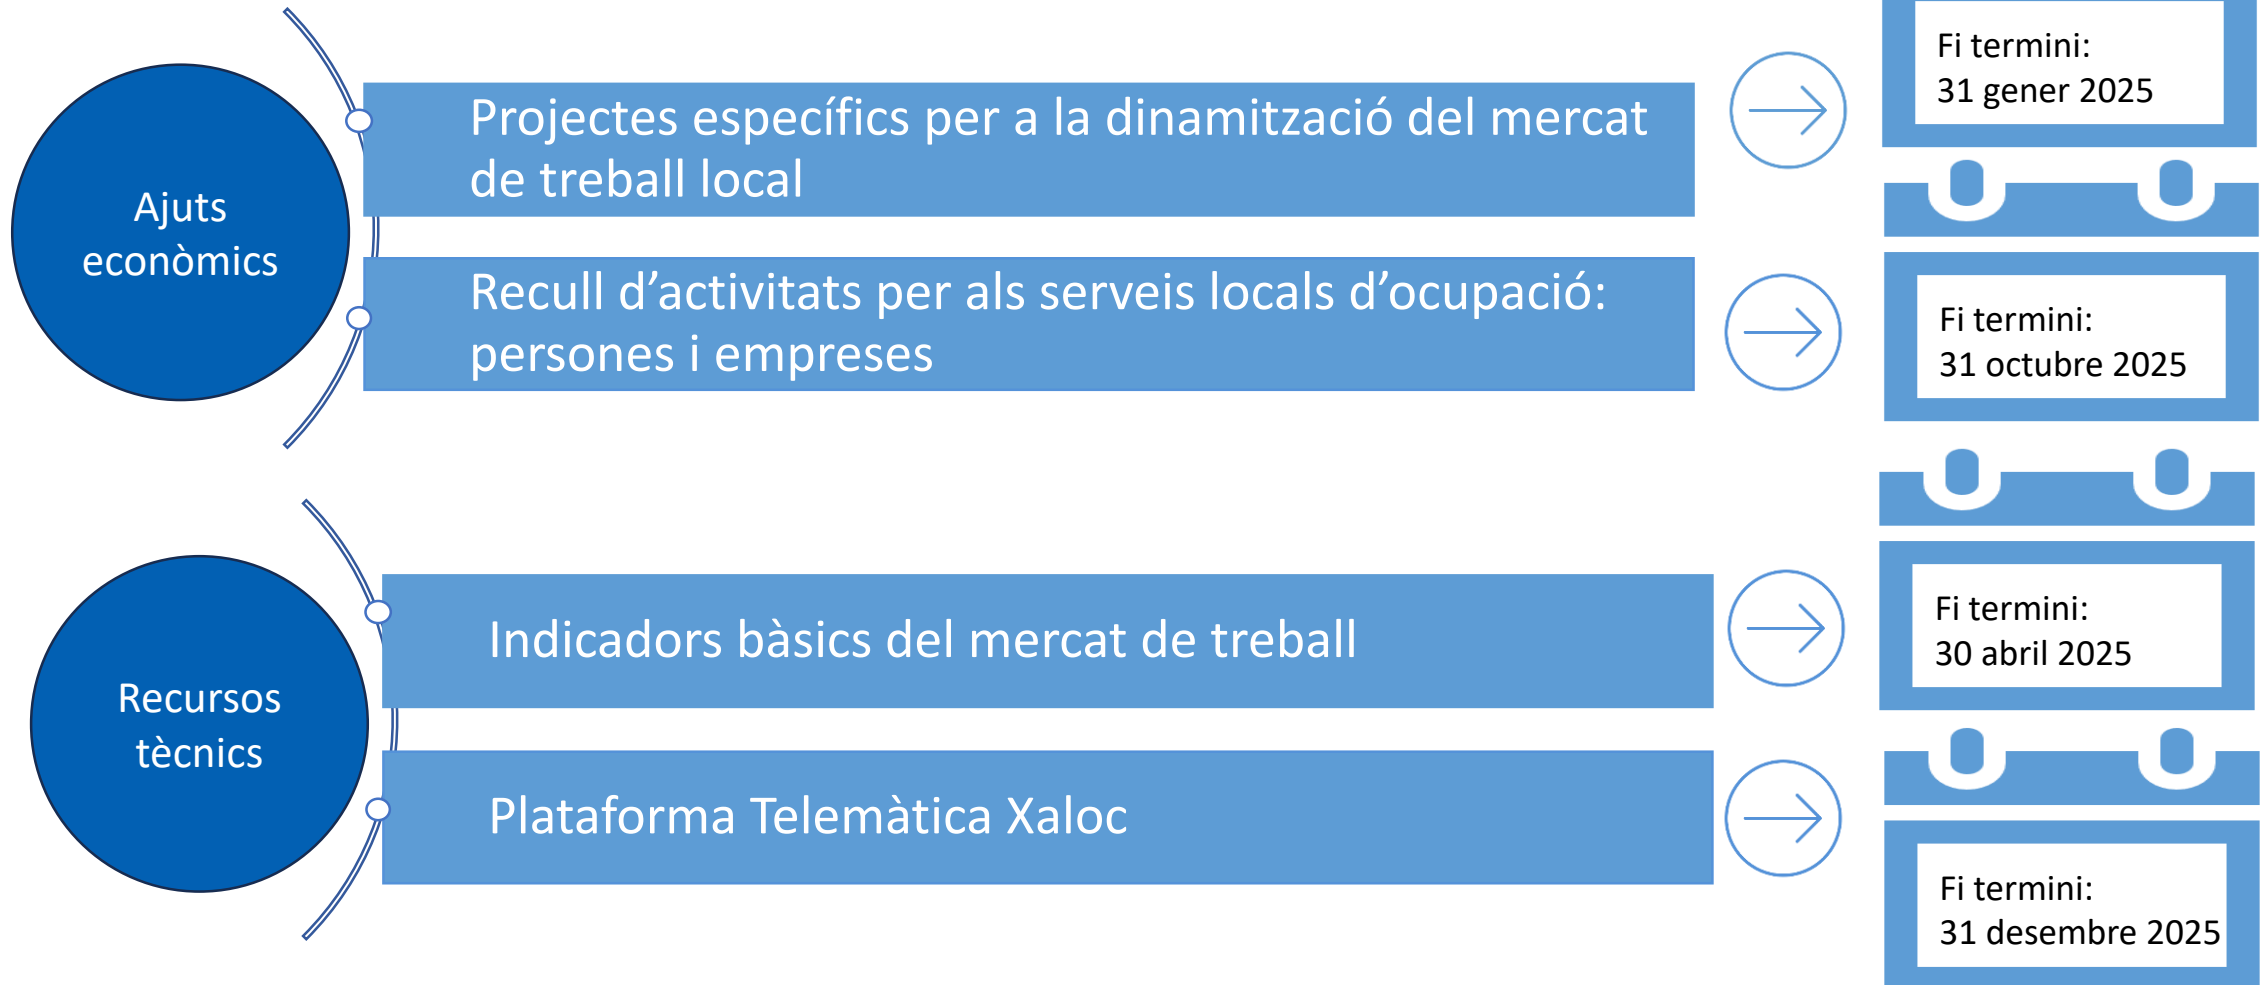 Ajuts
econòmics
Projectes específics per a la dinamització del mercat
de treball local
Fi termini:
31 gener 2025
Recull d’activitats per als serveis locals d’ocupació:
persones i empreses
Fi termini:
31 octubre 2025
Recursos
tècnics
Indicadors bàsics del mercat de treball
Fi termini:
30 abril 2025
Plataforma Telemàtica Xaloc
Fi termini:
31 desembre 2025